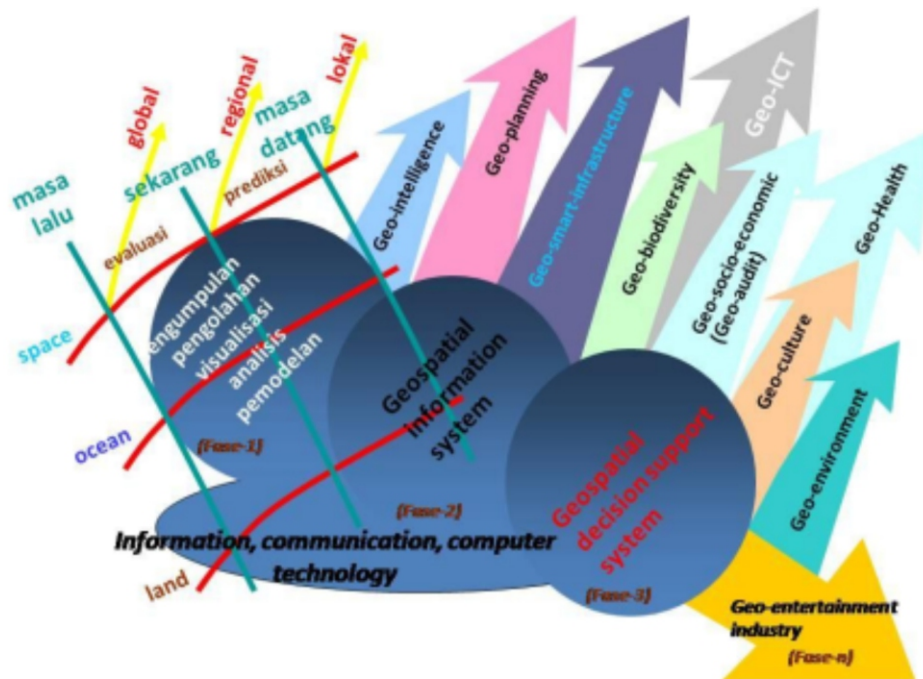 global
regional
lokal
masa
lalu
sekarang
masa
datang
evaluasi
prediksi
space
ocean
land
engumpulan
pengolahan
visualisasi
analisis
pemodelan
(Fase-1)
Geospatial
information
system
(Fase-2)
Geospatial
decision support
system
(Fase-3)
Information, communication, computer
technology
Geo-intelligence
Geo-planning
Geo-smart-infrastructure
Geo-biodiversity
Geo-ICT
Geo-socio-economic
(Geo-audit)
Geo-Health
Geo-culture
Geo-environment
Geo-entertainment
industry
(Fase-n)